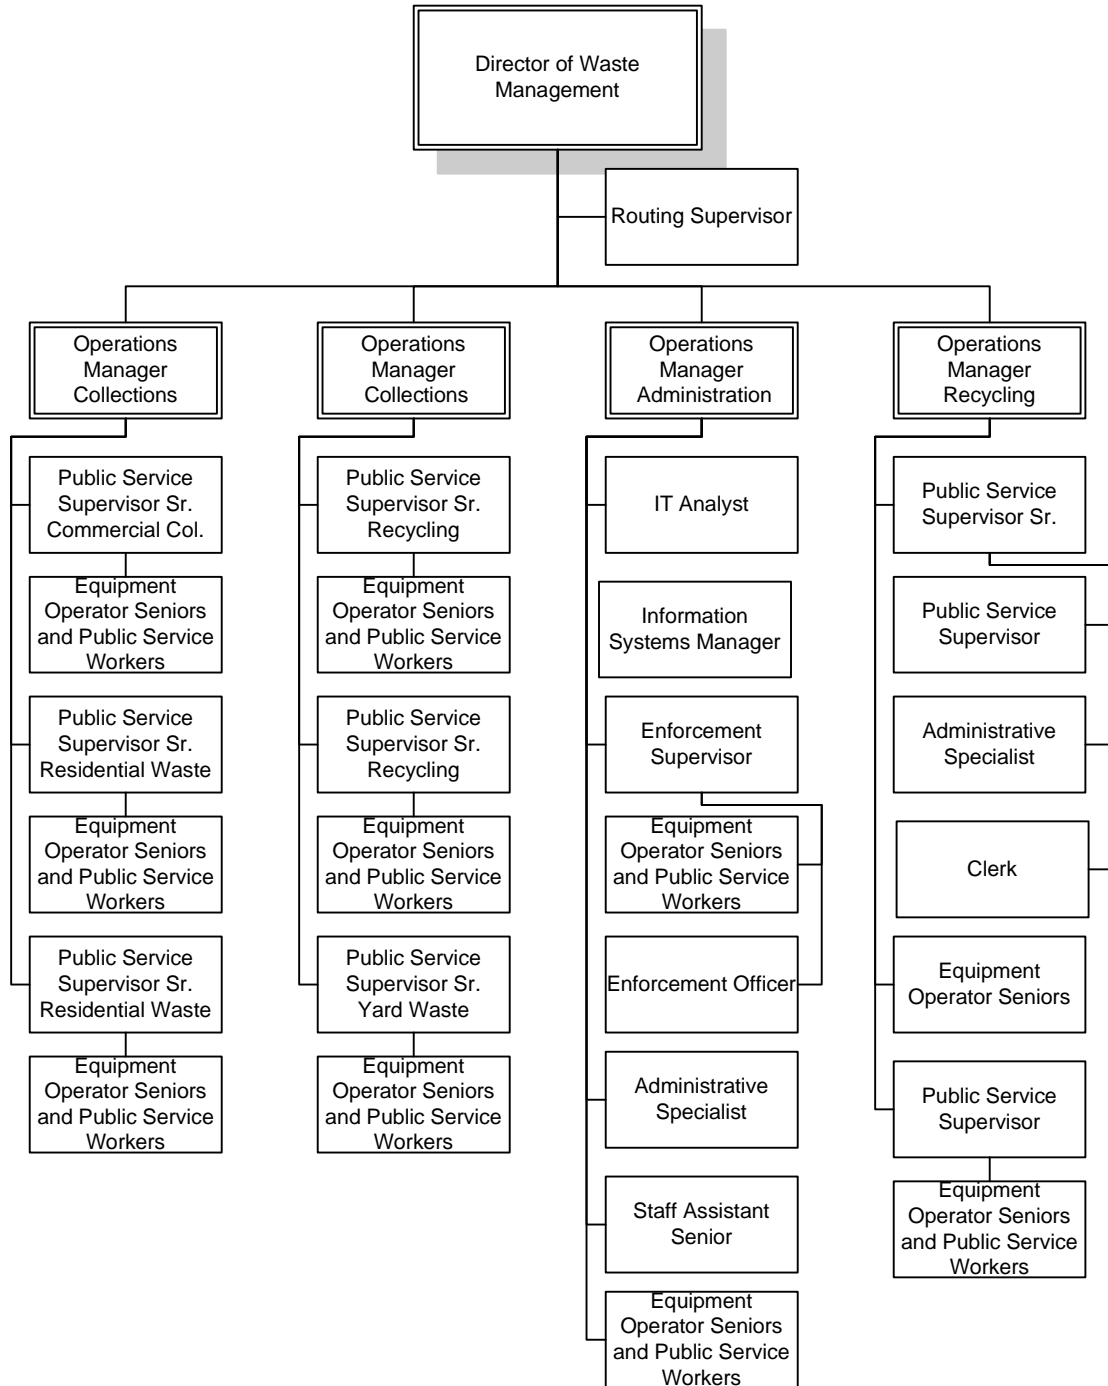 Director of Waste
Management
Routing Supervisor
Operations
Manager
Collections
Public Service
Supervisor Sr.
Commercial Col.
Equipment
Operator Seniors
and Public Service
Workers
Public Service
Supervisor Sr.
Residential Waste
Equipment
Operator Seniors
and Public Service
Workers
Public Service
Supervisor Sr.
Residential Waste
Equipment
Operator Seniors
and Public Service
Workers
Operations
Manager
Collections
Public Service
Supervisor Sr.
Recycling
Equipment
Operator Seniors
and Public Service
Workers
Public Service
Supervisor Sr.
Recycling
Equipment
Operator Seniors
and Public Service
Workers
Public Service
Supervisor Sr.
Yard Waste
Equipment
Operator Seniors
and Public Service
Workers
Operations
Manager
Administration
IT Analyst
Information
Systems Manager
Enforcement
Supervisor
Equipment
Operator Seniors
and Public Service
Workers
Enforcement Officer
Administrative
Specialist
Staff Assistant
Senior
Equipment
Operator Seniors
and Public Service
Workers
Operations
Manager
Recycling
Public Service
Supervisor Sr.
Public Service
Supervisor
Administrative
Specialist
Clerk
Equipment
Operator Seniors
Public Service
Supervisor
Equipment
Operator Seniors
and Public Service
Workers